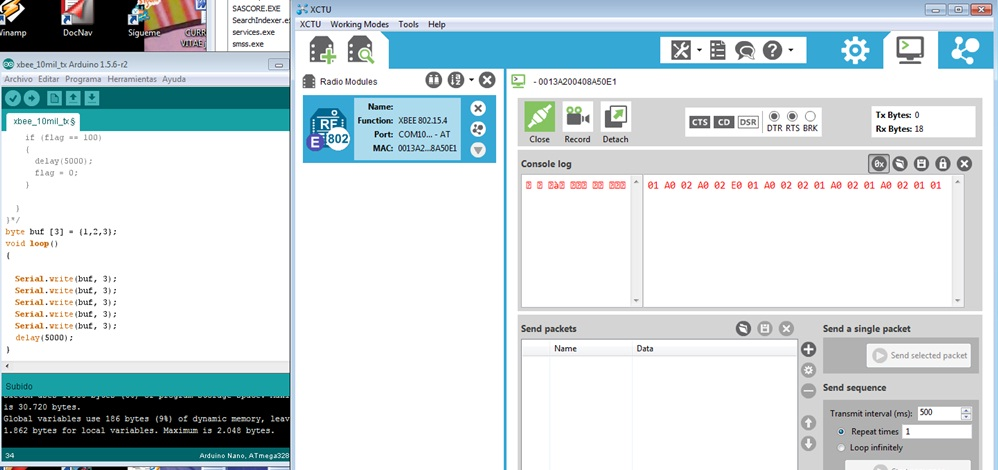 Winamp
DocNav
Sígueme
CURR
VITAE
SASCORE.EXE
SearchIndexer.ex
services.exe
smss.exe
xbee_10mil_tx Arduino 1.5.6-r2
Archivo Editar Programa Herramientas Ayuda
xbee_10mil_tx§
if (flag == 100)
{
delay(5000);
flag = 0;
}
}
}*/
byte buf [3] = {1,2,3};
void loop()
{
Serial.write(buf, 3);
Serial.write(buf, 3);
Serial.write(buf, 3);
Serial.write(buf, 3);
Serial.write(buf, 3);
delay(5000);
}
Subido
is 30.720 bytes.
Global variables use 186 bytes (9%) of dynamic memory, leav
1.862 bytes for local variables. Maximum is 2.048 bytes.
34
Arduino Nano, ATmega328
XCTU
XCTU Working Modes Tools Help
Radio Modules
RF
E 802
Name:
Function: XBEE 802.15.4
Port: COM10... - AT
MAC: 0013A2...8A50E1
- 0013A200408A50E1
Close
Record
Detach
CTS CD DSR
DTR RTS BRK
Tx Bytes: 0
Rx Bytes: 18
Console log
0x
01 A0 02 A0 02 E0 01 A0 02 02 01 A0 02 01 A0 02 01 01
Send packets
Name Data
Send a single packet
Send selected packet
Send sequence
Transmit interval (ms): 500
Repeat times 1
Loop infinitely